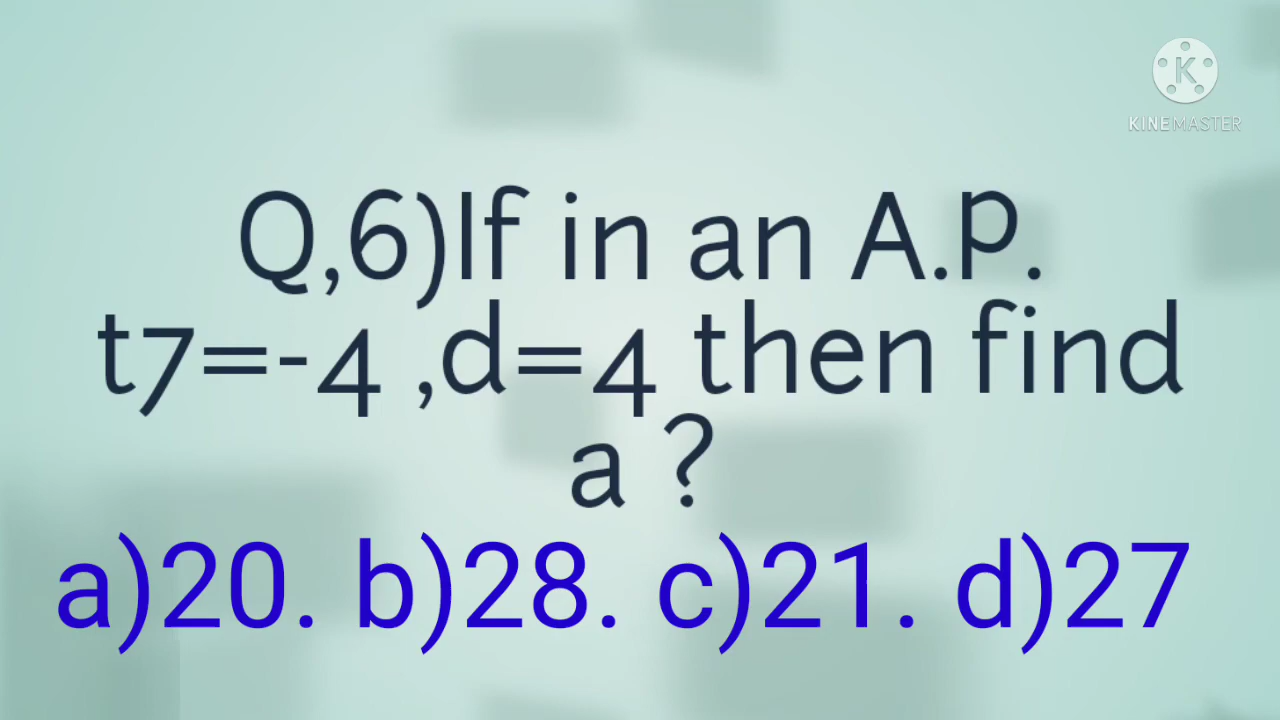 KINEMASTER
Q,6)If in an A.P.
t7=-4 ,d=4 then find
a ?
a)20. b)28. c)21. d)27